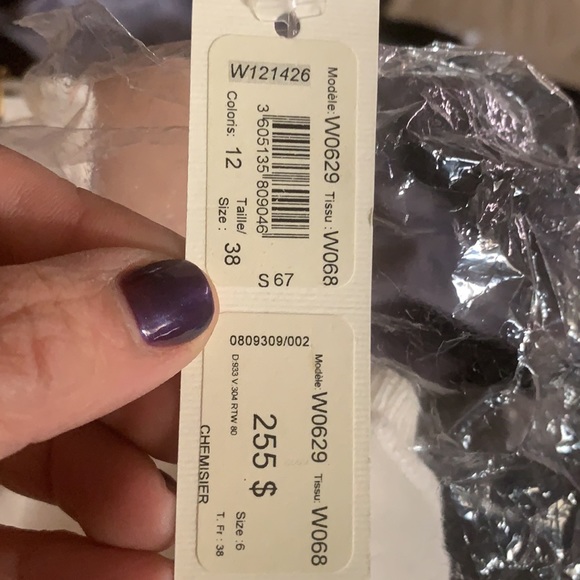 W121426
Modèle: W0629 Tissu : W068
3 605135 809046
Coloris: 12 Taille/ Size : 38
S 67
0809309/002
Modèle: W0629 Tissu: W068
255 $
D933 V 304 RTW 80
Size :6
T. Fr : 38
CHEMISIER